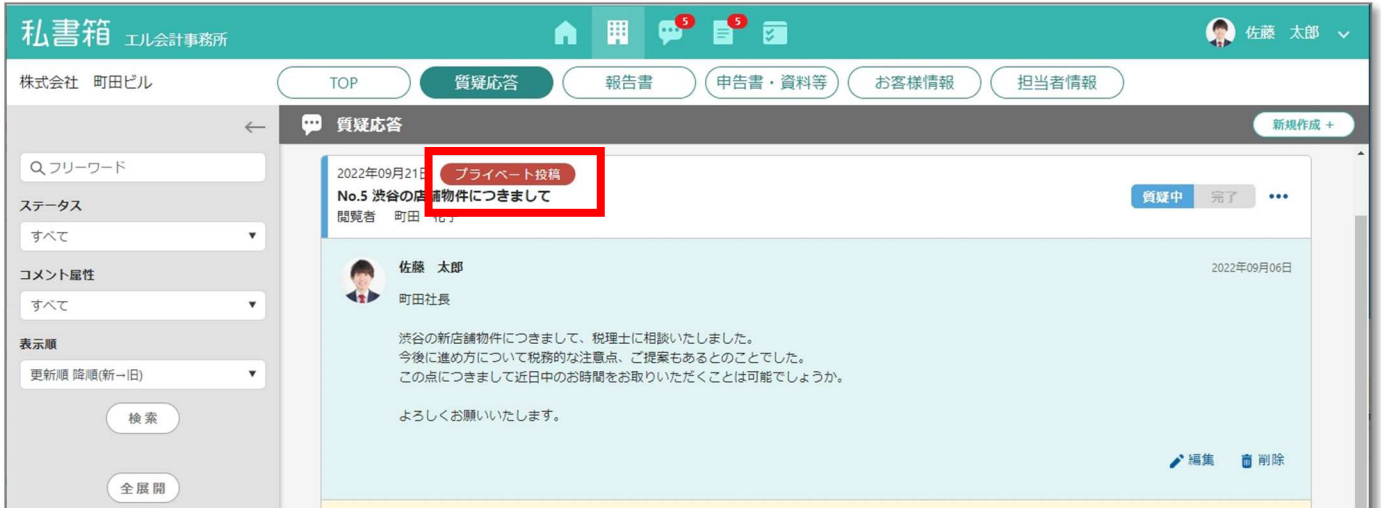 私書箱 エル会計事務所
5
5
佐藤 太郎
株式会社 町田ビル
TOP
質疑応答
報告書
申告書・資料等
お客様情報
担当者情報
←
質疑応答
新規作成 +
フリーワード
ステータス
すべて
コメント属性
すべて
表示順
更新順 降順(新→旧)
検索
全展開
2022年09月21日 プライベート投稿
No.5 渋谷の店舗物件につきまして
閲覧者 町田 花子
質疑中 完了
佐藤 太郎
2022年09月06日
町田社長
渋谷の新店舗物件につきまして、税理士に相談いたしました。
今後に進め方について税務的な注意点、ご提案もあるとのことでした。
この点につきまして近日中のお時間をお取りいただくことは可能でしょうか。
よろしくお願いいたします。
編集 削除